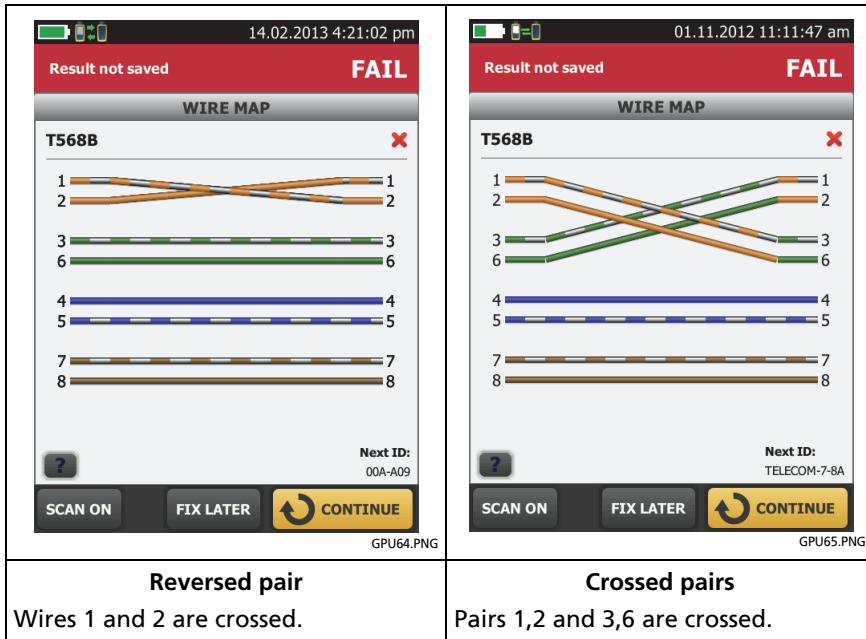 14.02.2013 4:21:02 pm
Result not saved FAIL
WIRE MAP
T568B
1 1
2 2
3 3
6 6
4 4
5 5
7 7
8 8
?
Next ID:
00A-A09
SCAN ON FIX LATER CONTINUE
GPU64.PNG
Reversed pair
Wires 1 and 2 are crossed.
01.11.2012 11:11:47 am
Result not saved FAIL
WIRE MAP
T568B
1 1
2 2
3 3
6 6
4 4
5 5
7 7
8 8
?
Next ID:
TELECOM-7-8A
SCAN ON FIX LATER CONTINUE
GPU65.PNG
Crossed pairs
Pairs 1,2 and 3,6 are crossed.